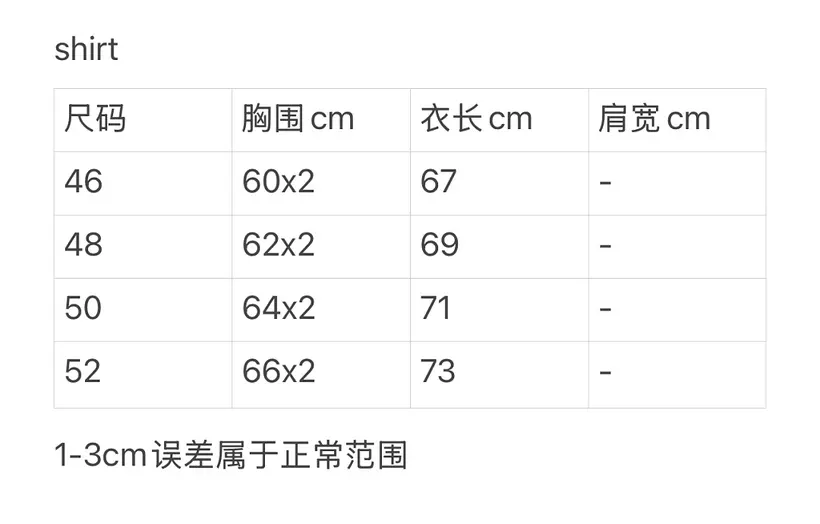 shirt
尺码 胸围cm 衣长cm 肩宽cm
46 60x2 67 -
48 62x2 69 -
50 64x2 71 -
52 66x2 73 -
1-3cm误差属于正常范围